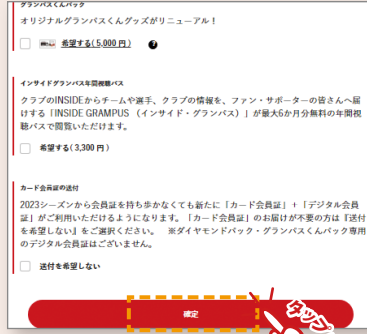 グランパスくんパック
オリジナルグランパスくんグッズがリニューアル！
希望する(5,000 円)
インサイドグランパス年間視聴パス
クラブのINSIDEからチームや選手、クラブの情報を、ファン・サポーターの皆さんへ届
けする「INSIDE GRAMPUS （インサイド・グランパス）」が最大6か月分無料の年間視
聴パスで閲覧いただけます。
希望する(3,300 円)
カード会員証の送付
2023シーズンから会員証を持ち歩かなくても新たに「カード会員証」＋「デジタル会員
証」がご利用いただけるようになります。「カード会員証」のお届けが不要の方は『送付
を希望しない』をご選択ください。 ※ダイヤモンドパック・グランパスくんパック専用
のデジタル会員証はございません。
送付を希望しない
確定
タップ